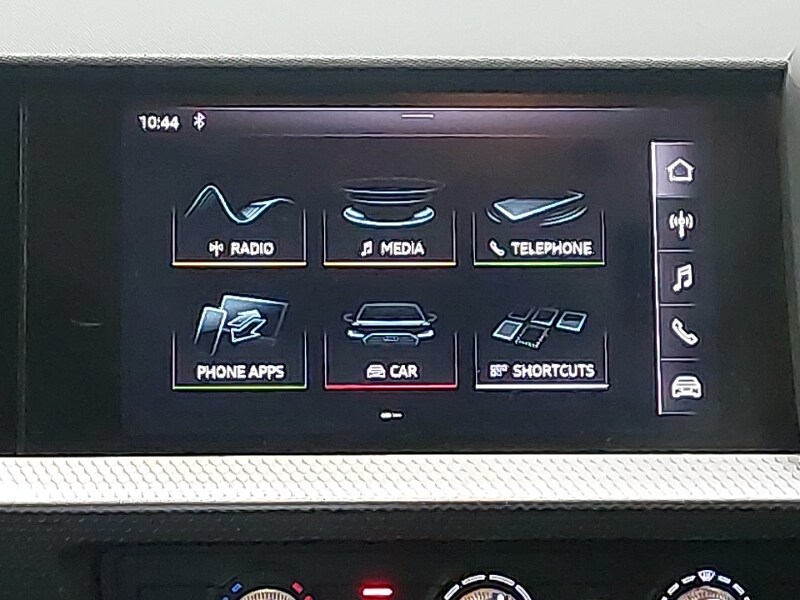 10:44
RADIO
MEDIA
TELEPHONE
PHONE APPS
CAR
SHORTCUTS